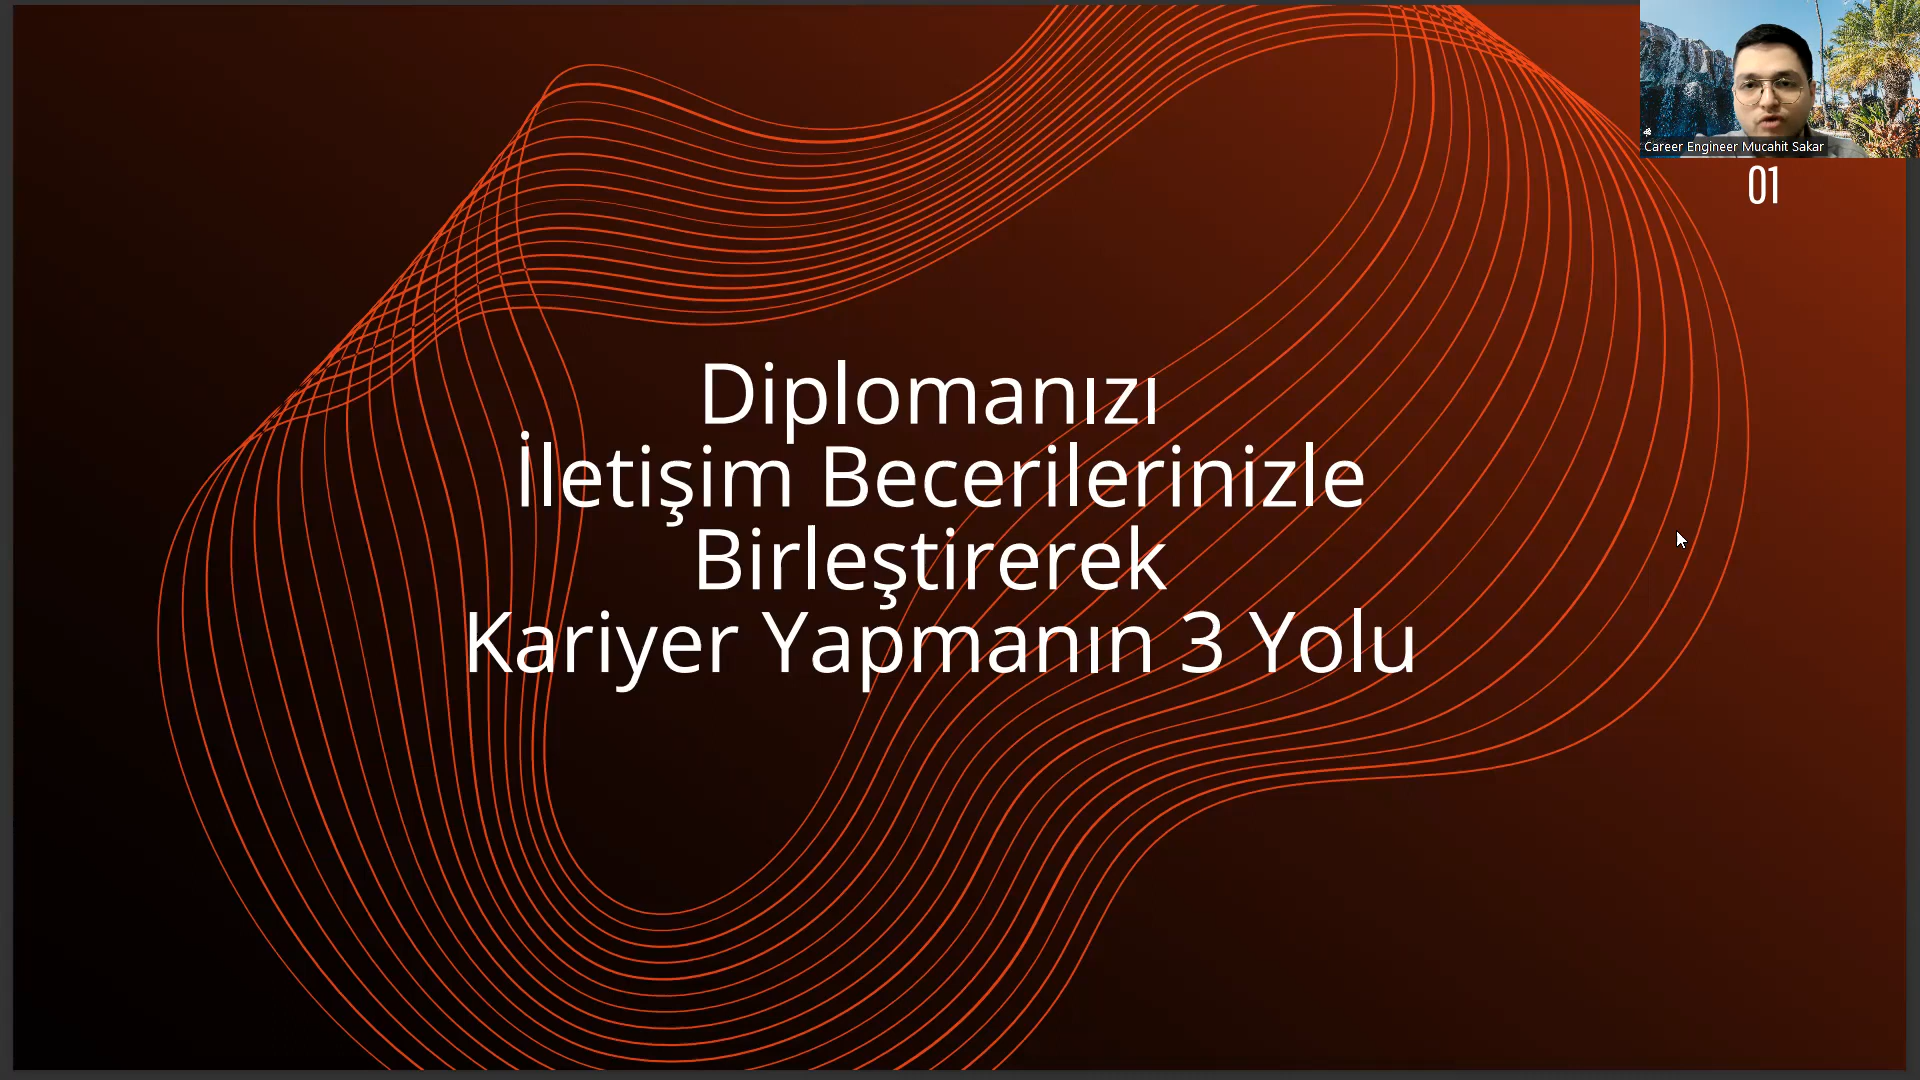 Career Engineer Mucahit Sakar
01
Diplomanızı
İletişim Becerilerinizle
Birleştirerek
Kariyer Yapmanın 3 Yolu